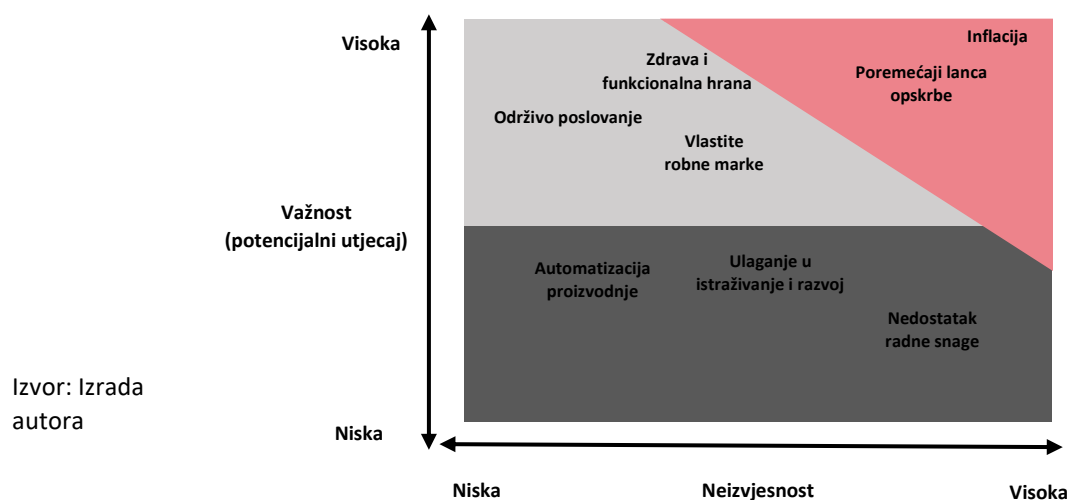 Visoka
Inflacija
Zdrava i
funkcionalna hrana
Poremećaji lanca
opskrbe
Održivo poslovanje
Vlastite
robne marke
Važnost
(potencijalni utjecaj)
Automatizacija
proizvodnje
Ulaganje u
istraživanje i razvoj
Nedostatak
radne snage
Izvor: Izrada
autora
Niska
Niska
Neizvjesnost
Visoka